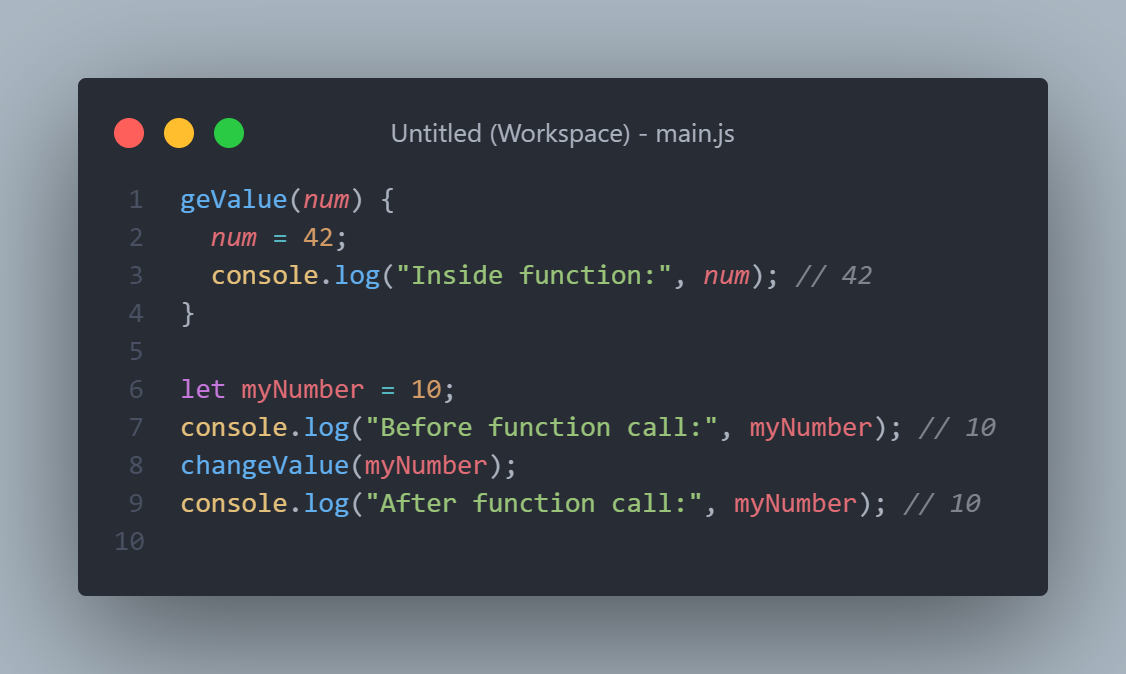 Untitled (Workspace) - main.js
1 geValue(num) {
2   num = 42;
3   console.log("Inside function:", num); // 42
4 }
5
6 let myNumber = 10;
7 console.log("Before function call:", myNumber); // 10
8 changeValue(myNumber);
9 console.log("After function call:", myNumber); // 10
10